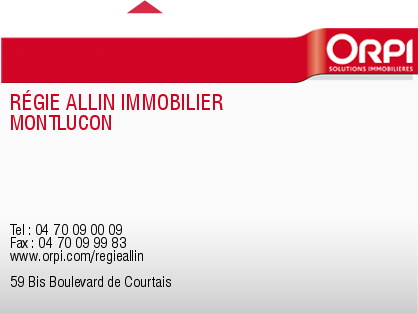 ORPI
SOLUTIONS IMMOBILIÈRES
RÉGIE ALLIN IMMOBILIER
MONTLUCON
Tel : 04 70 09 00 09
Fax : 04 70 09 99 83
www.orpi.com/regieallin
59 Bis Boulevard de Courtais